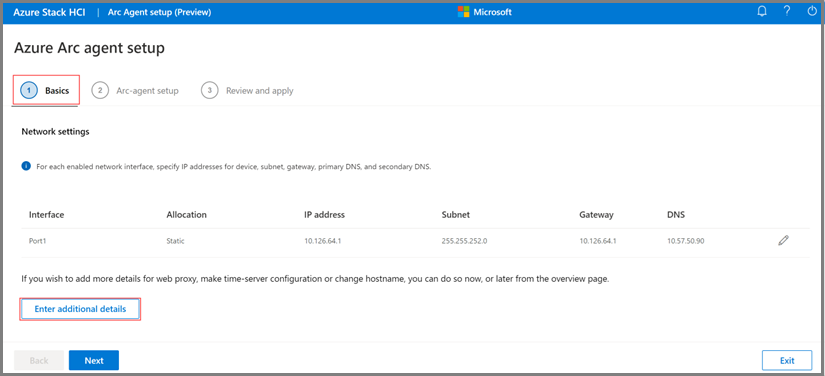 Azure Stack HCI | Arc Agent setup (Preview) Microsoft ?
Azure Arc agent setup
1 Basics 2 Arc-agent setup 3 Review and apply
Network settings
i For each enabled network interface, specify IP addresses for device, subnet, gateway, primary DNS, and secondary DNS.
Interface Allocation IP address Subnet Gateway DNS
Port1 Static 10.126.64.1 255.255.252.0 10.126.64.1 10.57.50.90
If you wish to add more details for web proxy, make time-server configuration or change hostname, you can do so now, or later from the overview page.
Enter additional details
Back Next Exit